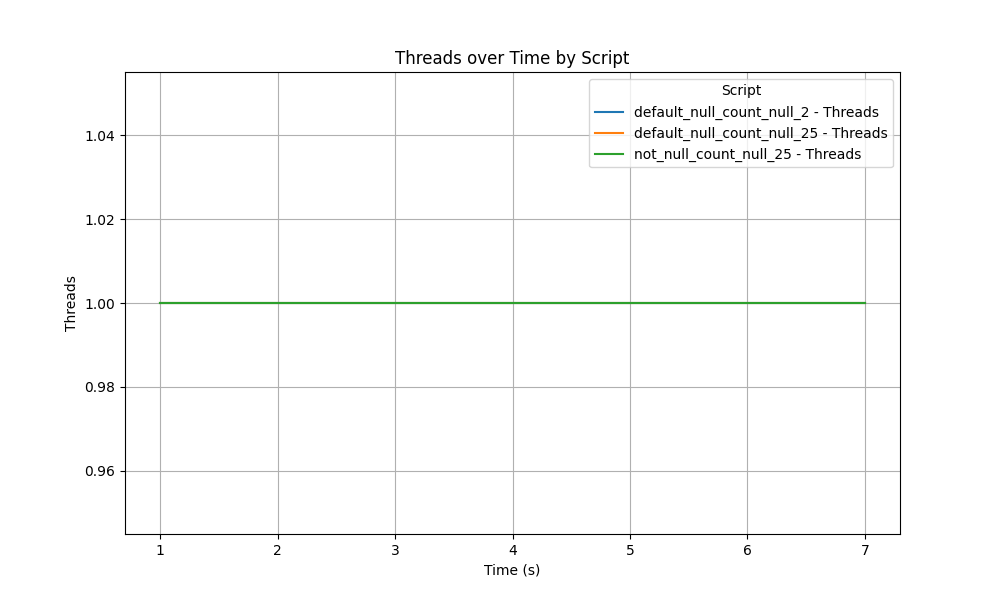 Threads over Time by Script
Script
default_null_count_null_2 - Threads
default_null_count_null_25 - Threads
not_null_count_null_25 - Threads
1.04
1.02
1.00
0.98
0.96
Threads
1 2 3 4 5 6 7
Time (s)